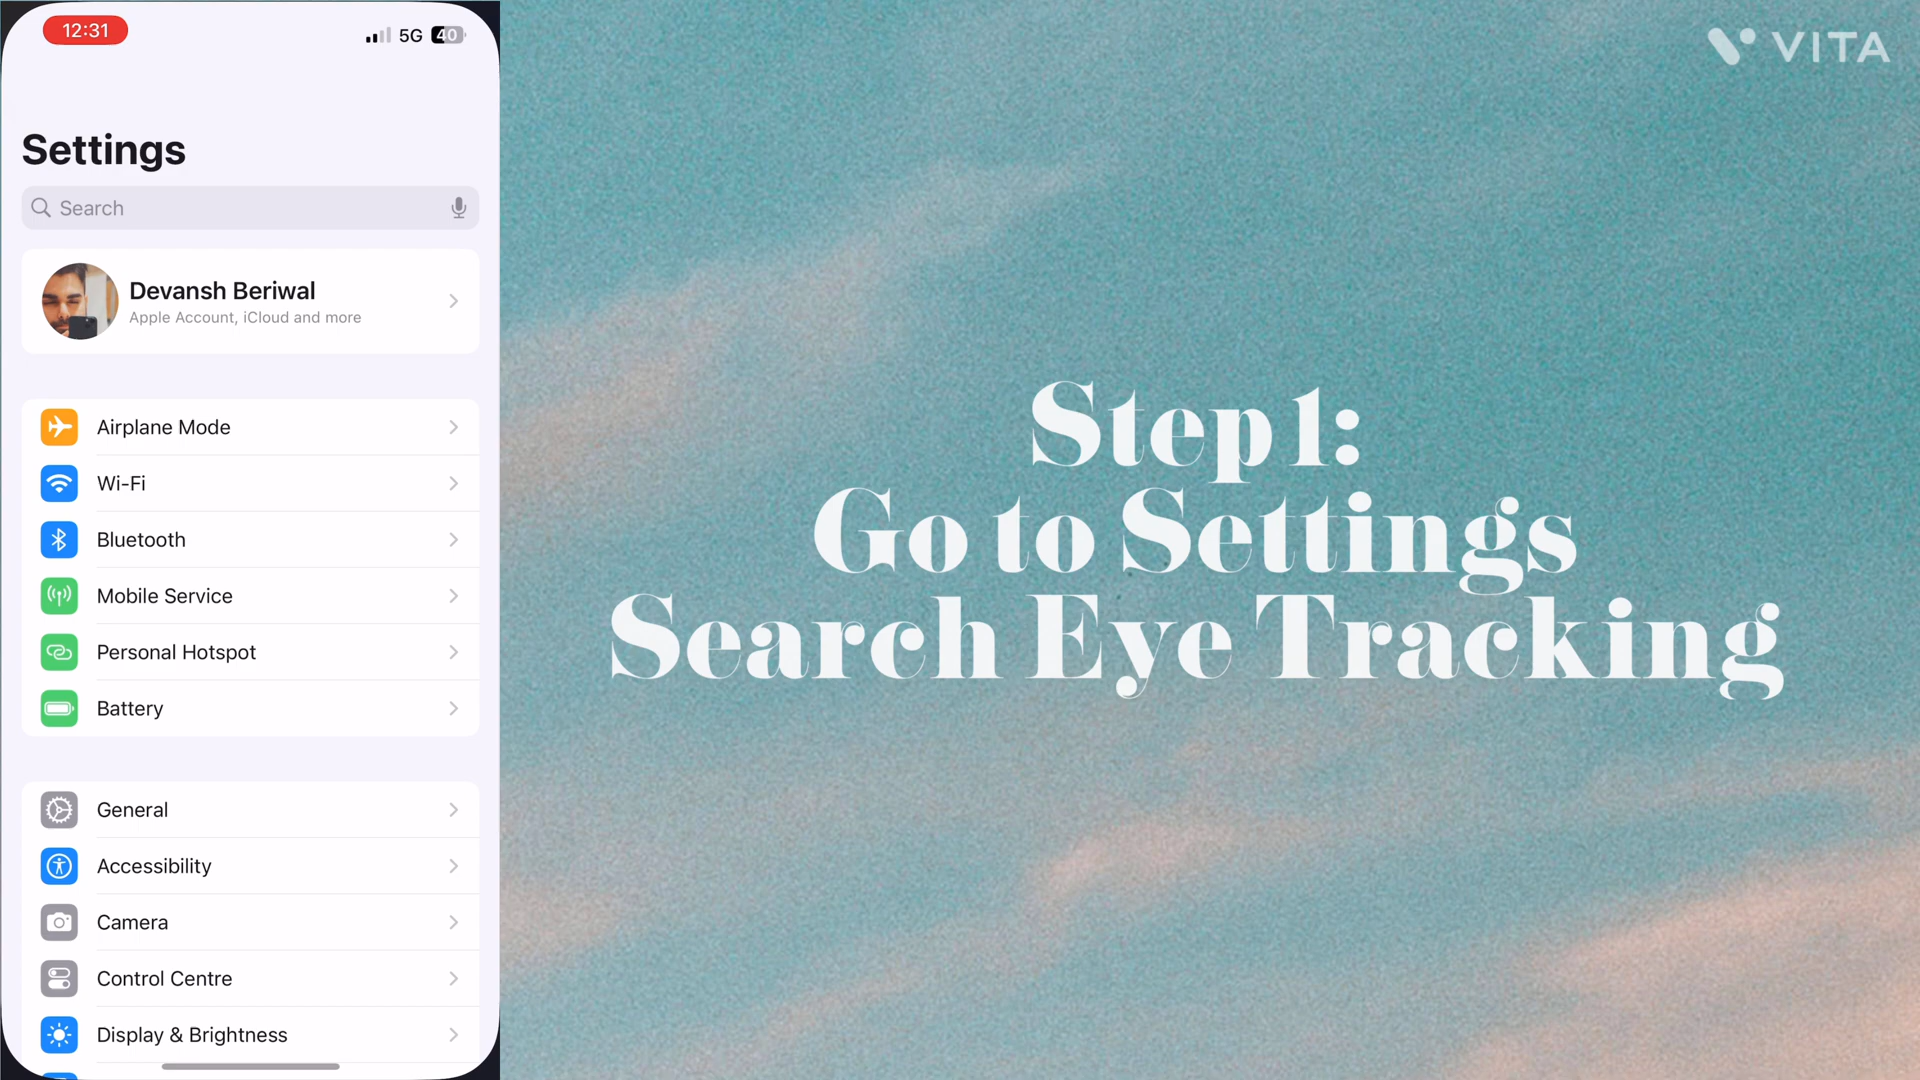 12:31
5G 40
Settings
Search
Devansh Beriwal
Apple Account, iCloud and more
Airplane Mode
Wi-Fi
Bluetooth
Mobile Service
Personal Hotspot
Battery
General
Accessibility
Camera
Control Centre
Display & Brightness
VITA
Step 1:
Go to Settings
Search Eye Tracking